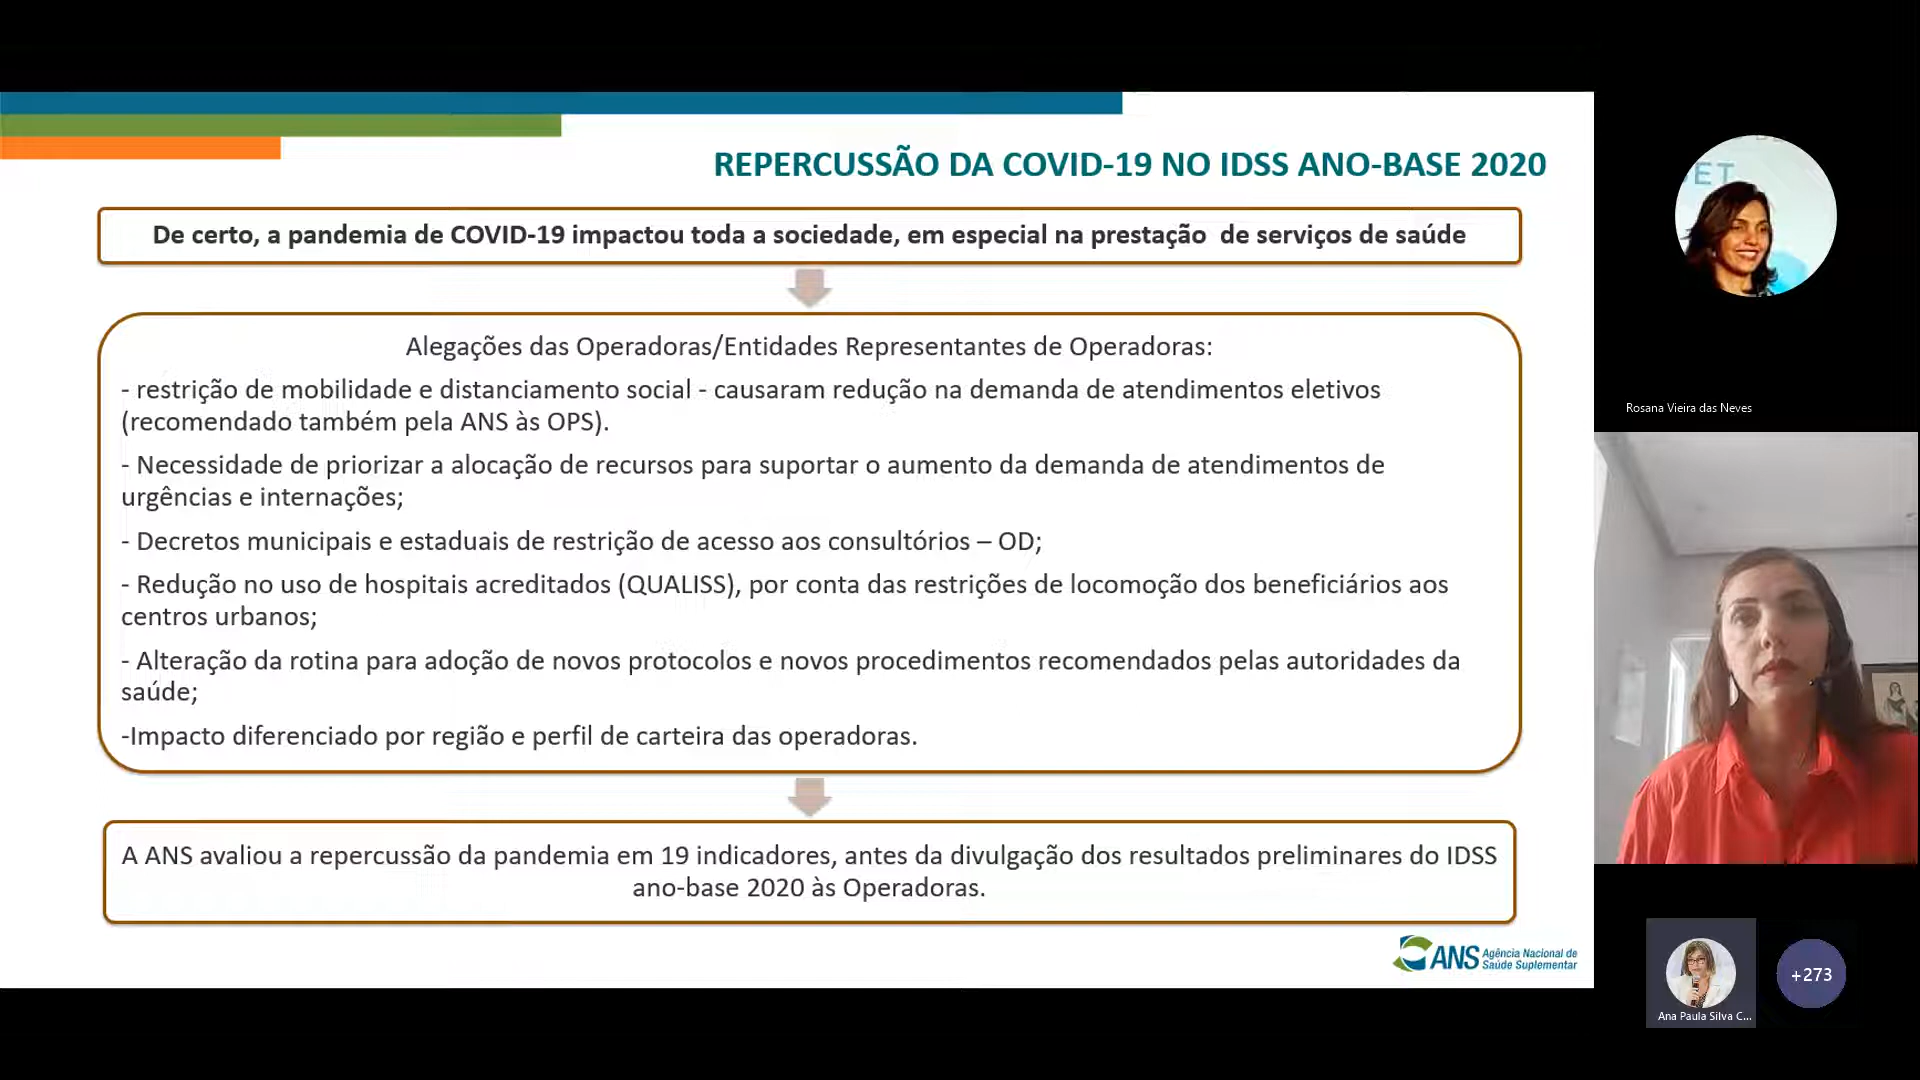 REPERCUSSÃO DA COVID-19 NO IDSS ANO-BASE 2020
De certo, a pandemia de COVID-19 impactou toda a sociedade, em especial na prestação  de serviços de saúde
Alegações das Operadoras/Entidades Representantes de Operadoras:
- restrição de mobilidade e distanciamento social - causaram redução na demanda de atendimentos eletivos
(recomendado também pela ANS às OPS).
- Necessidade de priorizar a alocação de recursos para suportar o aumento da demanda de atendimentos de
urgências e internações;
- Decretos municipais e estaduais de restrição de acesso aos consultórios – OD;
- Redução no uso de hospitais acreditados (QUALISS), por conta das restrições de locomoção dos beneficiários aos
centros urbanos;
- Alteração da rotina para adoção de novos protocolos e novos procedimentos recomendados pelas autoridades da
saúde;
-Impacto diferenciado por região e perfil de carteira das operadoras.
A ANS avaliou a repercussão da pandemia em 19 indicadores, antes da divulgação dos resultados preliminares do IDSS
ano-base 2020 às Operadoras.
ANS Agência Nacional de
Saúde Suplementar
Rosana Vieira das Neves
Ana Paula Silva C...
+273